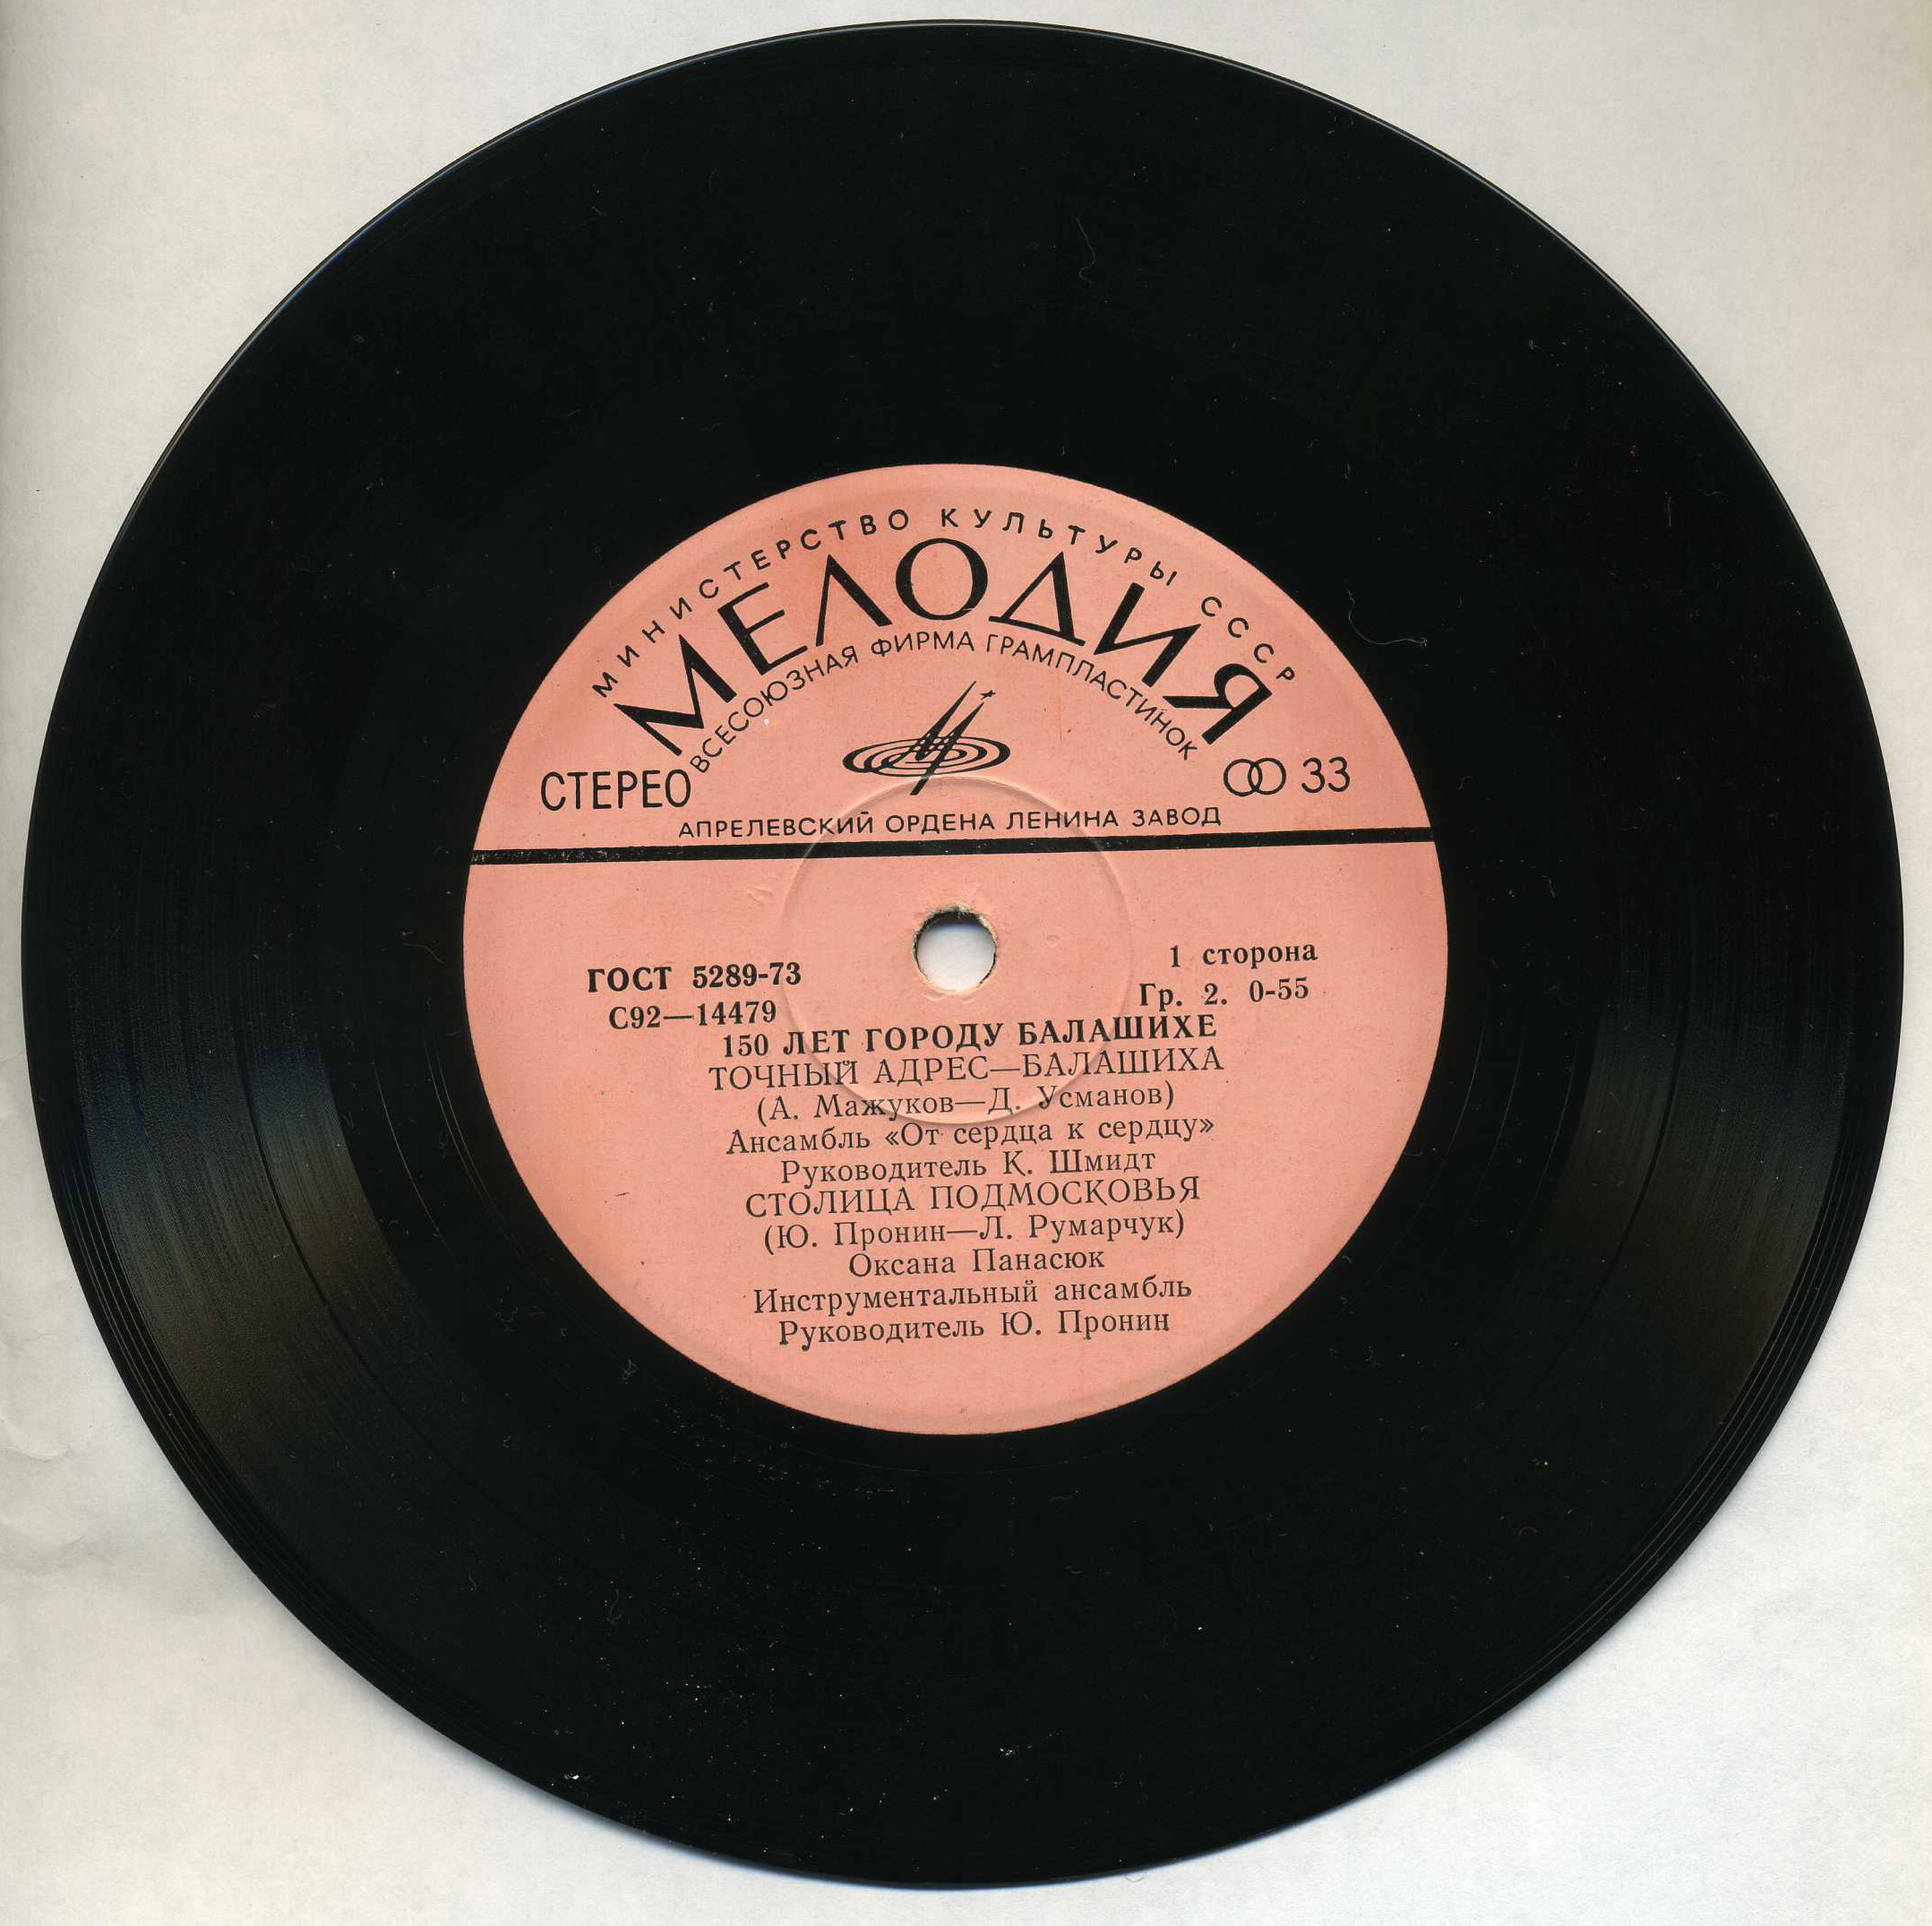 МИНИСТЕРСТВО КУЛЬТУРЫ СССР
МЕЛОДИЯ
ВСЕСОЮЗНАЯ ФИРМА ГРАМПЛАСТИНОК
СТЕРЕО
33
АПРЕЛЕВСКИЙ ОРДЕНА ЛЕНИНА ЗАВОД
ГОСТ 5289-73
1 сторона
С92—14479
Гр. 2. 0-55
150 ЛЕТ ГОРОДУ БАЛАШИХЕ
ТОЧНЫЙ АДРЕС—БАЛАШИХА
(А. Мажуков—Д. Усманов)
Ансамбль «От сердца к сердцу»
Руководитель К. Шмидт
СТОЛИЦА ПОДМОСКОВЬЯ
(Ю. Пронин—Л. Румарчук)
Оксана Панасюк
Инструментальный ансамбль
Руководитель Ю. Пронин